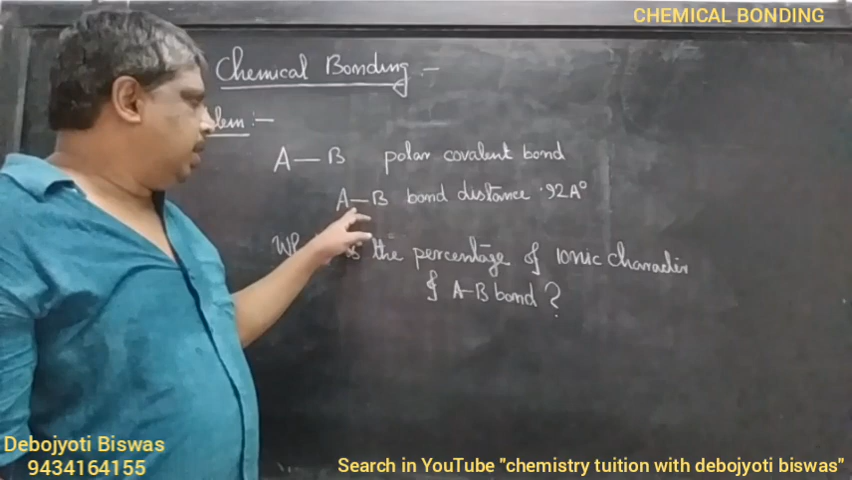 CHEMICAL BONDING
Chemical Bonding :-
blem :-
A — B polar covalent bond
A—B bond distance .92A°
the percentage of ionic character
of A-B bond ?
Debojyoti Biswas
9434164155
Search in YouTube "chemistry tuition with debojyoti biswas"